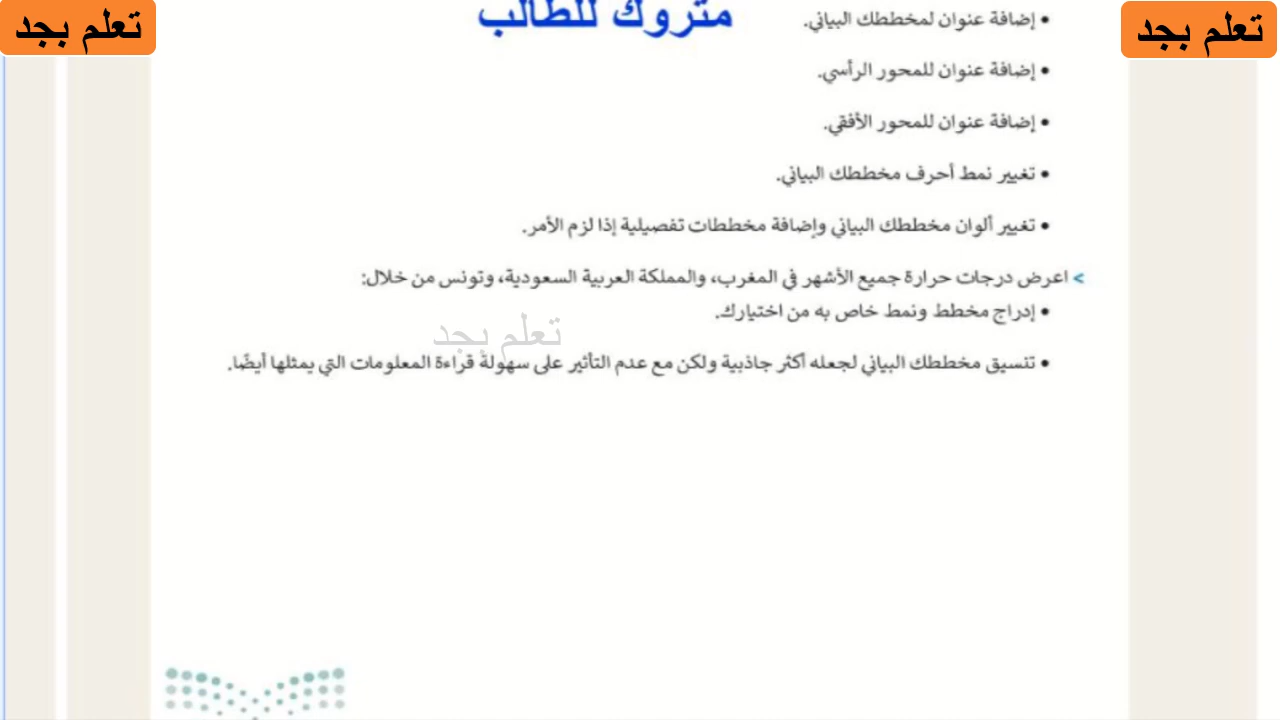 تعلم بجد
تعلم بجد
متروك للطالب
• إضافة عنوان لمخططك البياني.
• إضافة عنوان للمحور الرأسي.
• إضافة عنوان للمحور الأفقي.
• تغيير نمط أحرف مخططك البياني.
• تغيير ألوان مخططك البياني وإضافة مخططات تفصيلية إذا لزم الأمر.
> اعرض درجات حرارة جميع الأشهر في المغرب، والمملكة العربية السعودية، وتونس من خلال:
• إدراج مخطط ونمط خاص به من اختيارك.
تعلم بجد
• تنسيق مخططك البياني لجعله أكثر جاذبية ولكن مع عدم التأثير على سهولة قراءة المعلومات التي يمثلها أيضًا.